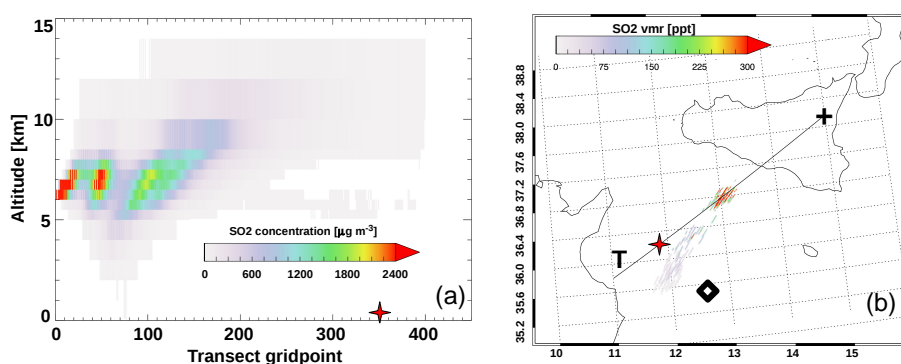 15
10
5
0
Altitude [km]
SO2 concentration [µg m⁻³]
0 600 1200 1800 2400
(a)
0 100 200 300 400
Transect gridpoint
SO2 vmr [ppt]
0 75 150 225 300
38.8
38.4
38.0
37.6
37.2
36.8
36.4
36.0
35.6
35.2
T
(b)
10 11 12 13 14 15